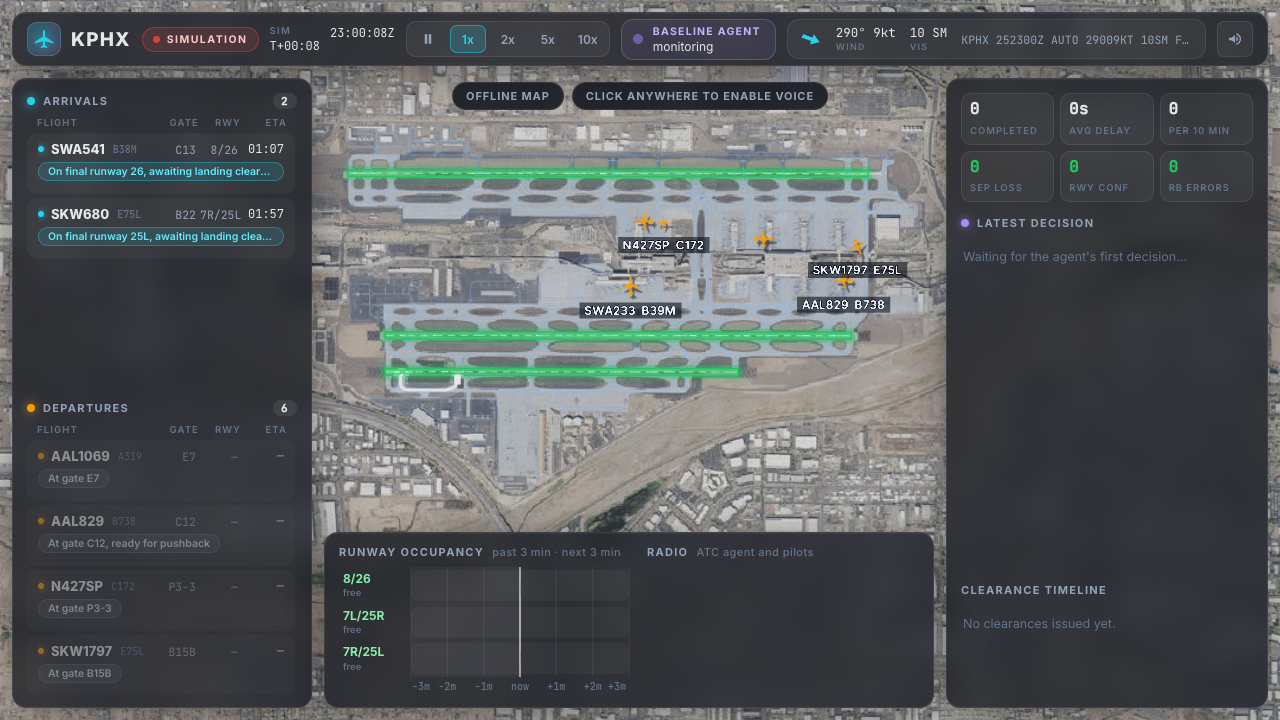 KPHX
SIMULATION
SIM
T+00:08
23:00:08Z
1x
2x
5x
10x
BASELINE AGENT
monitoring
290° 9kt
WIND
10 SM
VIS
KPHX 252300Z AUTO 29009KT 10SM F…
OFFLINE MAP
CLICK ANYWHERE TO ENABLE VOICE
ARRIVALS 2
FLIGHT GATE RWY ETA
SWA541 B38M C13 8/26 01:07
On final runway 26, awaiting landing clear…
SKW680 E75L B22 7R/25L 01:57
On final runway 25L, awaiting landing clea…
DEPARTURES 6
FLIGHT GATE RWY ETA
AAL1069 A319 E7 — —
At gate E7
AAL829 B738 C12 — —
At gate C12, ready for pushback
N427SP C172 P3-3 — —
At gate P3-3
SKW1797 E75L B15B — —
At gate B15B
N427SP C172
SKW1797 E75L
SWA233 B39M
AAL829 B738
RUNWAY OCCUPANCY past 3 min · next 3 min
8/26
free
7L/25R
free
7R/25L
free
-3m -2m -1m now +1m +2m +3m
RADIO ATC agent and pilots
0
COMPLETED
0s
AVG DELAY
0
PER 10 MIN
0
SEP LOSS
0
RWY CONF
0
RB ERRORS
LATEST DECISION
Waiting for the agent's first decision…
CLEARANCE TIMELINE
No clearances issued yet.